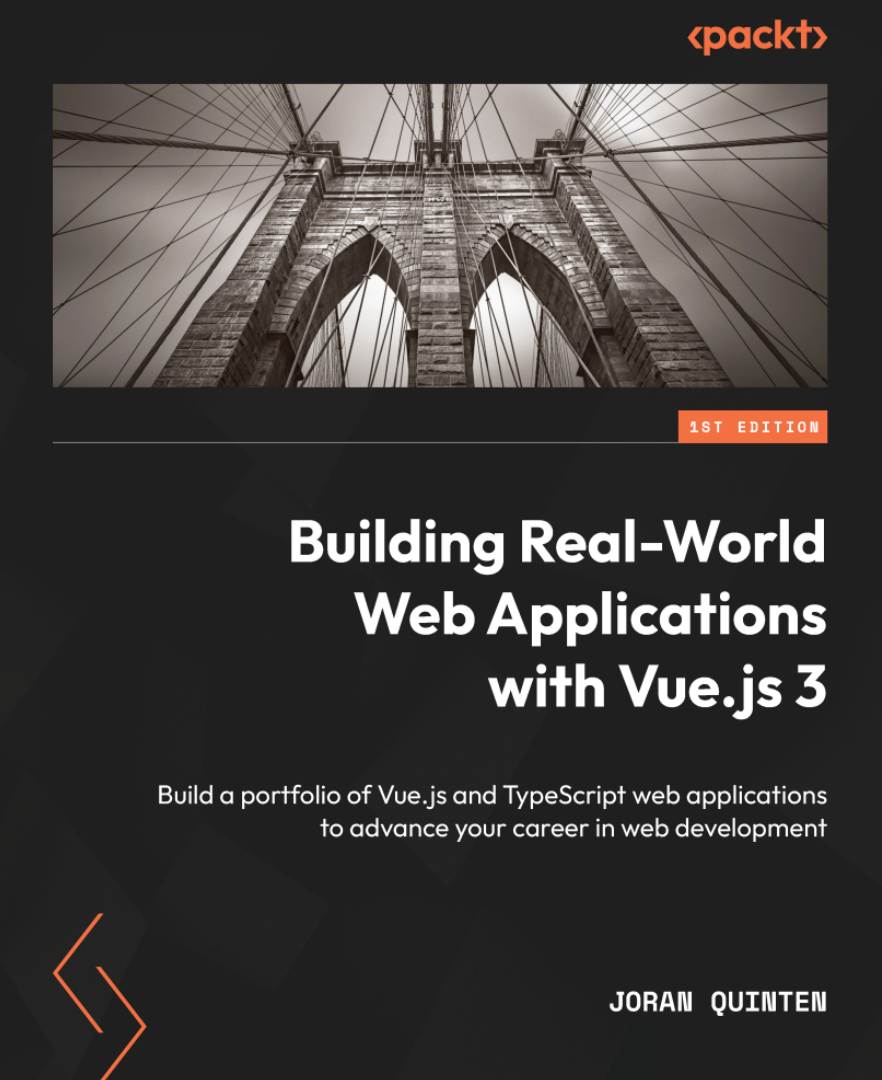 <packt>
1ST EDITION
Building Real-World
Web Applications
with Vue.js 3
Build a portfolio of Vue.js and TypeScript web applications
to advance your career in web development
JORAN QUINTEN